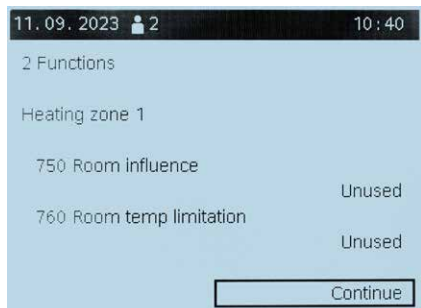 11.09.2023 2 10:40
2 Functions
Heating zone 1
750 Room influence
Unused
760 Room temp limitation
Unused
Continue